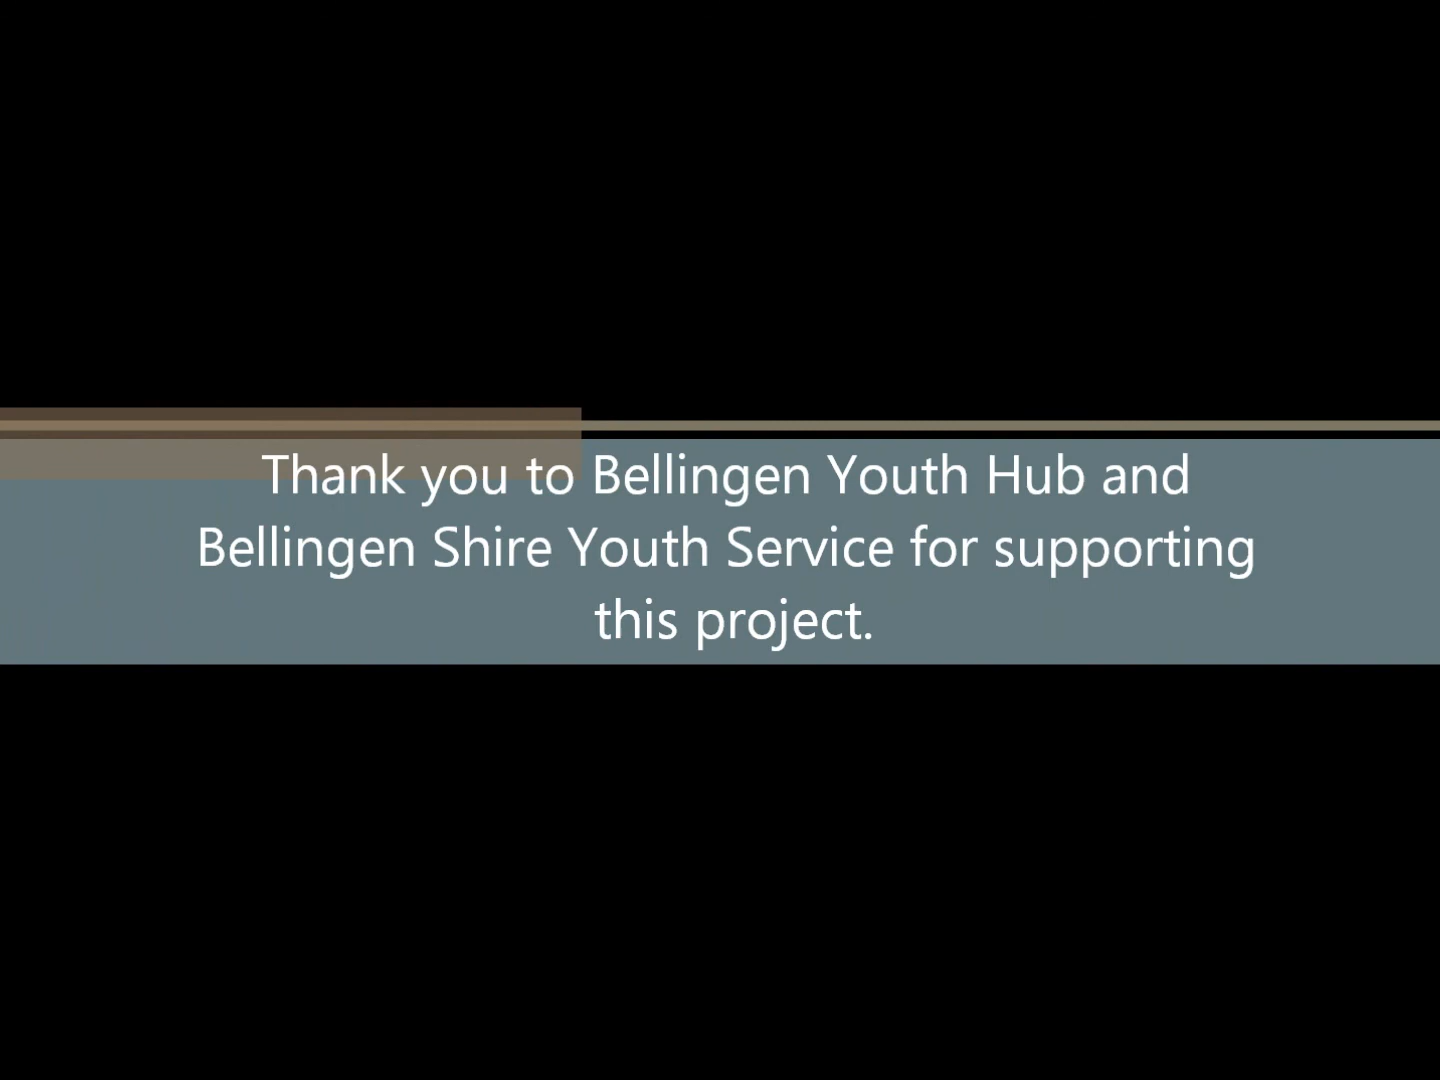 Thank you to Bellingen Youth Hub and
Bellingen Shire Youth Service for supporting
this project.